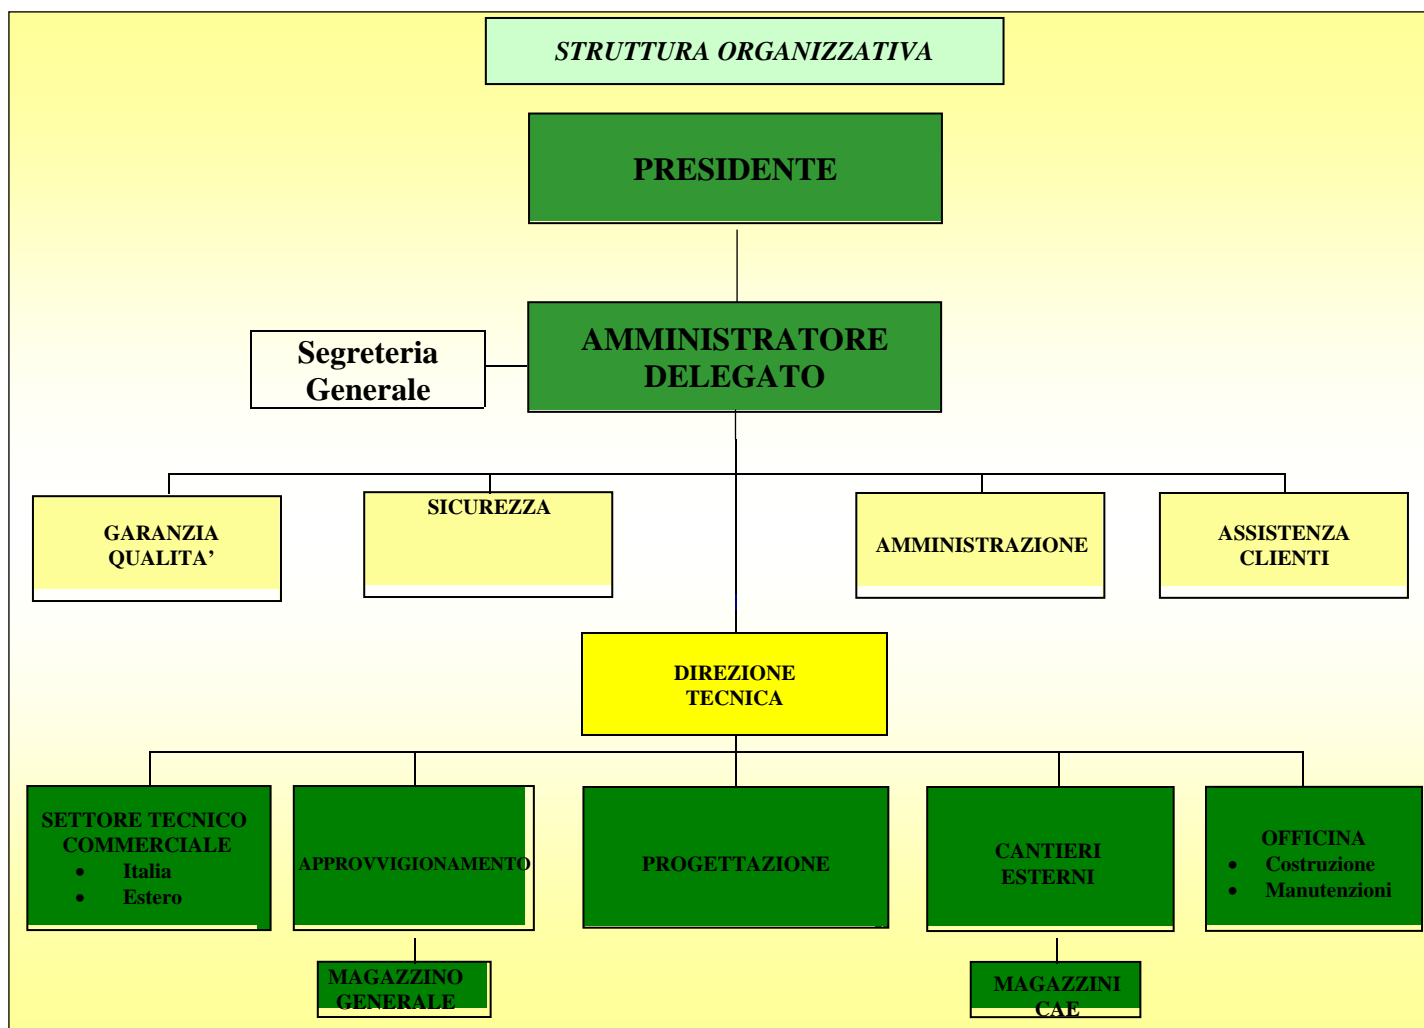 STRUTTURA ORGANIZZATIVA
PRESIDENTE
AMMINISTRATORE
DELEGATO
Segreteria
Generale
GARANZIA
QUALITA’
SICUREZZA
AMMINISTRAZIONE
ASSISTENZA
CLIENTI
DIREZIONE
TECNICA
SETTORE TECNICO
COMMERCIALE
• Italia
• Estero
APPROVVIGIONAMENTO
PROGETTAZIONE
CANTIERI
ESTERNI
OFFICINA
• Costruzione
• Manutenzioni
MAGAZZINO
GENERALE
MAGAZZINI
CAE